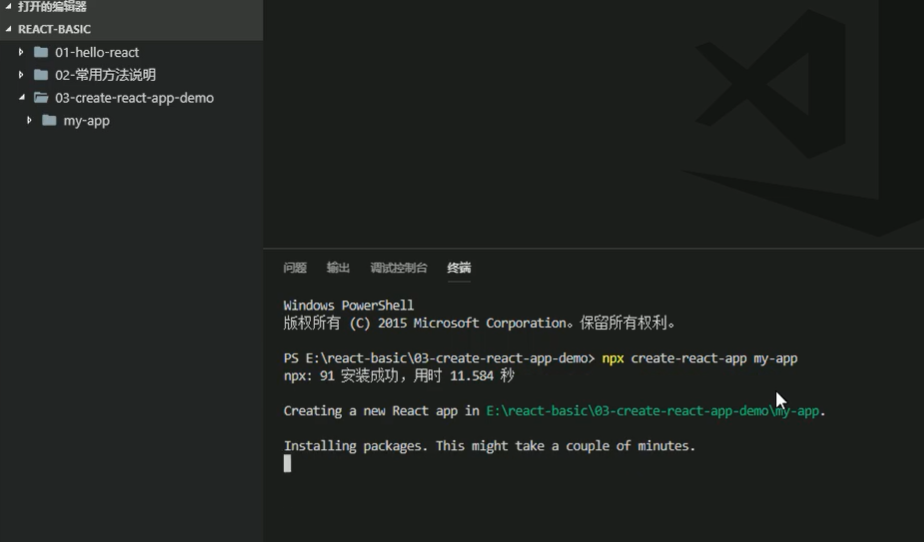 打开的编辑器
REACT-BASIC
01-hello-react
02-常用方法说明
03-create-react-app-demo
my-app
问题 输出 调试控制台 终端
Windows PowerShell
版权所有 (C) 2015 Microsoft Corporation。保留所有权利。
PS E:\react-basic\03-create-react-app-demo> npx create-react-app my-app
npx: 91 安装成功，用时 11.584 秒
Creating a new React app in E:\react-basic\03-create-react-app-demo\my-app.
Installing packages. This might take a couple of minutes.